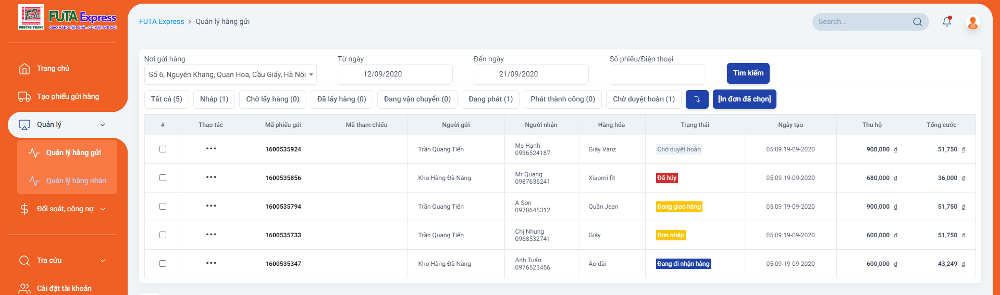 FuTa
PHƯƠNG TRANG
FUTA Express
GIAO HÀNG TẬN NHÀ - CÓ MẶT NƠI NƠI
Trang chủ
Tạo phiếu gửi hàng
Quản lý
Quản lý hàng gửi
Quản lý hàng nhận
Đối soát, công nợ
Tra cứu
Cài đặt tài khoản
FUTA Express > Quản lý hàng gửi
Search...
Nơi gửi hàng Từ ngày Đến ngày Số phiếu/Điện thoại
Số 6, Nguyễn Khang, Quan Hoa, Cầu Giấy, Hà Nội 12/09/2020 21/09/2020 Tìm kiếm
Tất cả (5) Nháp (1) Chờ lấy hàng (0) Đã lấy hàng (0) Đang vận chuyển (0) Đang phát (1) Phát thành công (0) Chờ duyệt hoàn (1) [In đơn đã chọn]
# Thao tác Mã phiếu gửi Mã tham chiếu Người gửi Người nhận Hàng hóa Trạng thái Ngày tạo Thu hộ Tổng cước
••• 1600535924 Trần Quang Tiến Ms Hạnh 0936524187 Giày Vanz Chờ duyệt hoàn 05:09 19-09-2020 900,000 ₫ 51,750 ₫
••• 1600535856 Kho Hàng Đà Nẵng Mr Quang 0987635241 Xiaomi fit Đã hủy 05:09 19-09-2020 680,000 ₫ 36,000 ₫
••• 1600535794 Trần Quang Tiến A Sơn 0978645312 Quần Jean Đang giao hàng 05:09 19-09-2020 900,000 ₫ 51,750 ₫
••• 1600535733 Trần Quang Tiến Chị Nhung 0968532741 Giày Đơn nháp 05:09 19-09-2020 600,000 ₫ 51,750 ₫
••• 1600535347 Kho Hàng Đà Nẵng Anh Tuấn 0976523456 Áo dài Đang đi nhận hàng 05:09 19-09-2020 600,000 ₫ 43,249 ₫